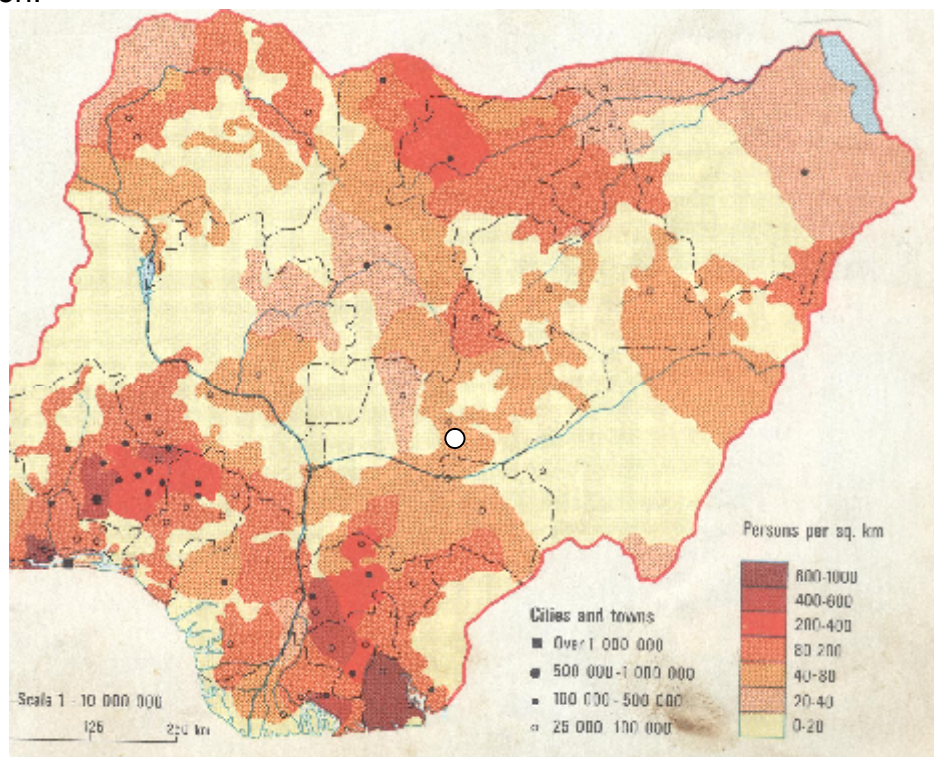 Persons per sq. km
800-1000
400-600
200-400
80 200
40-80
20-40
0-20
Cities and towns
Over 1 000 000
500 000-1 000 000
100 000 - 500 000
25 000 100 000
Scale 1 - 10 000 000
125 250 km